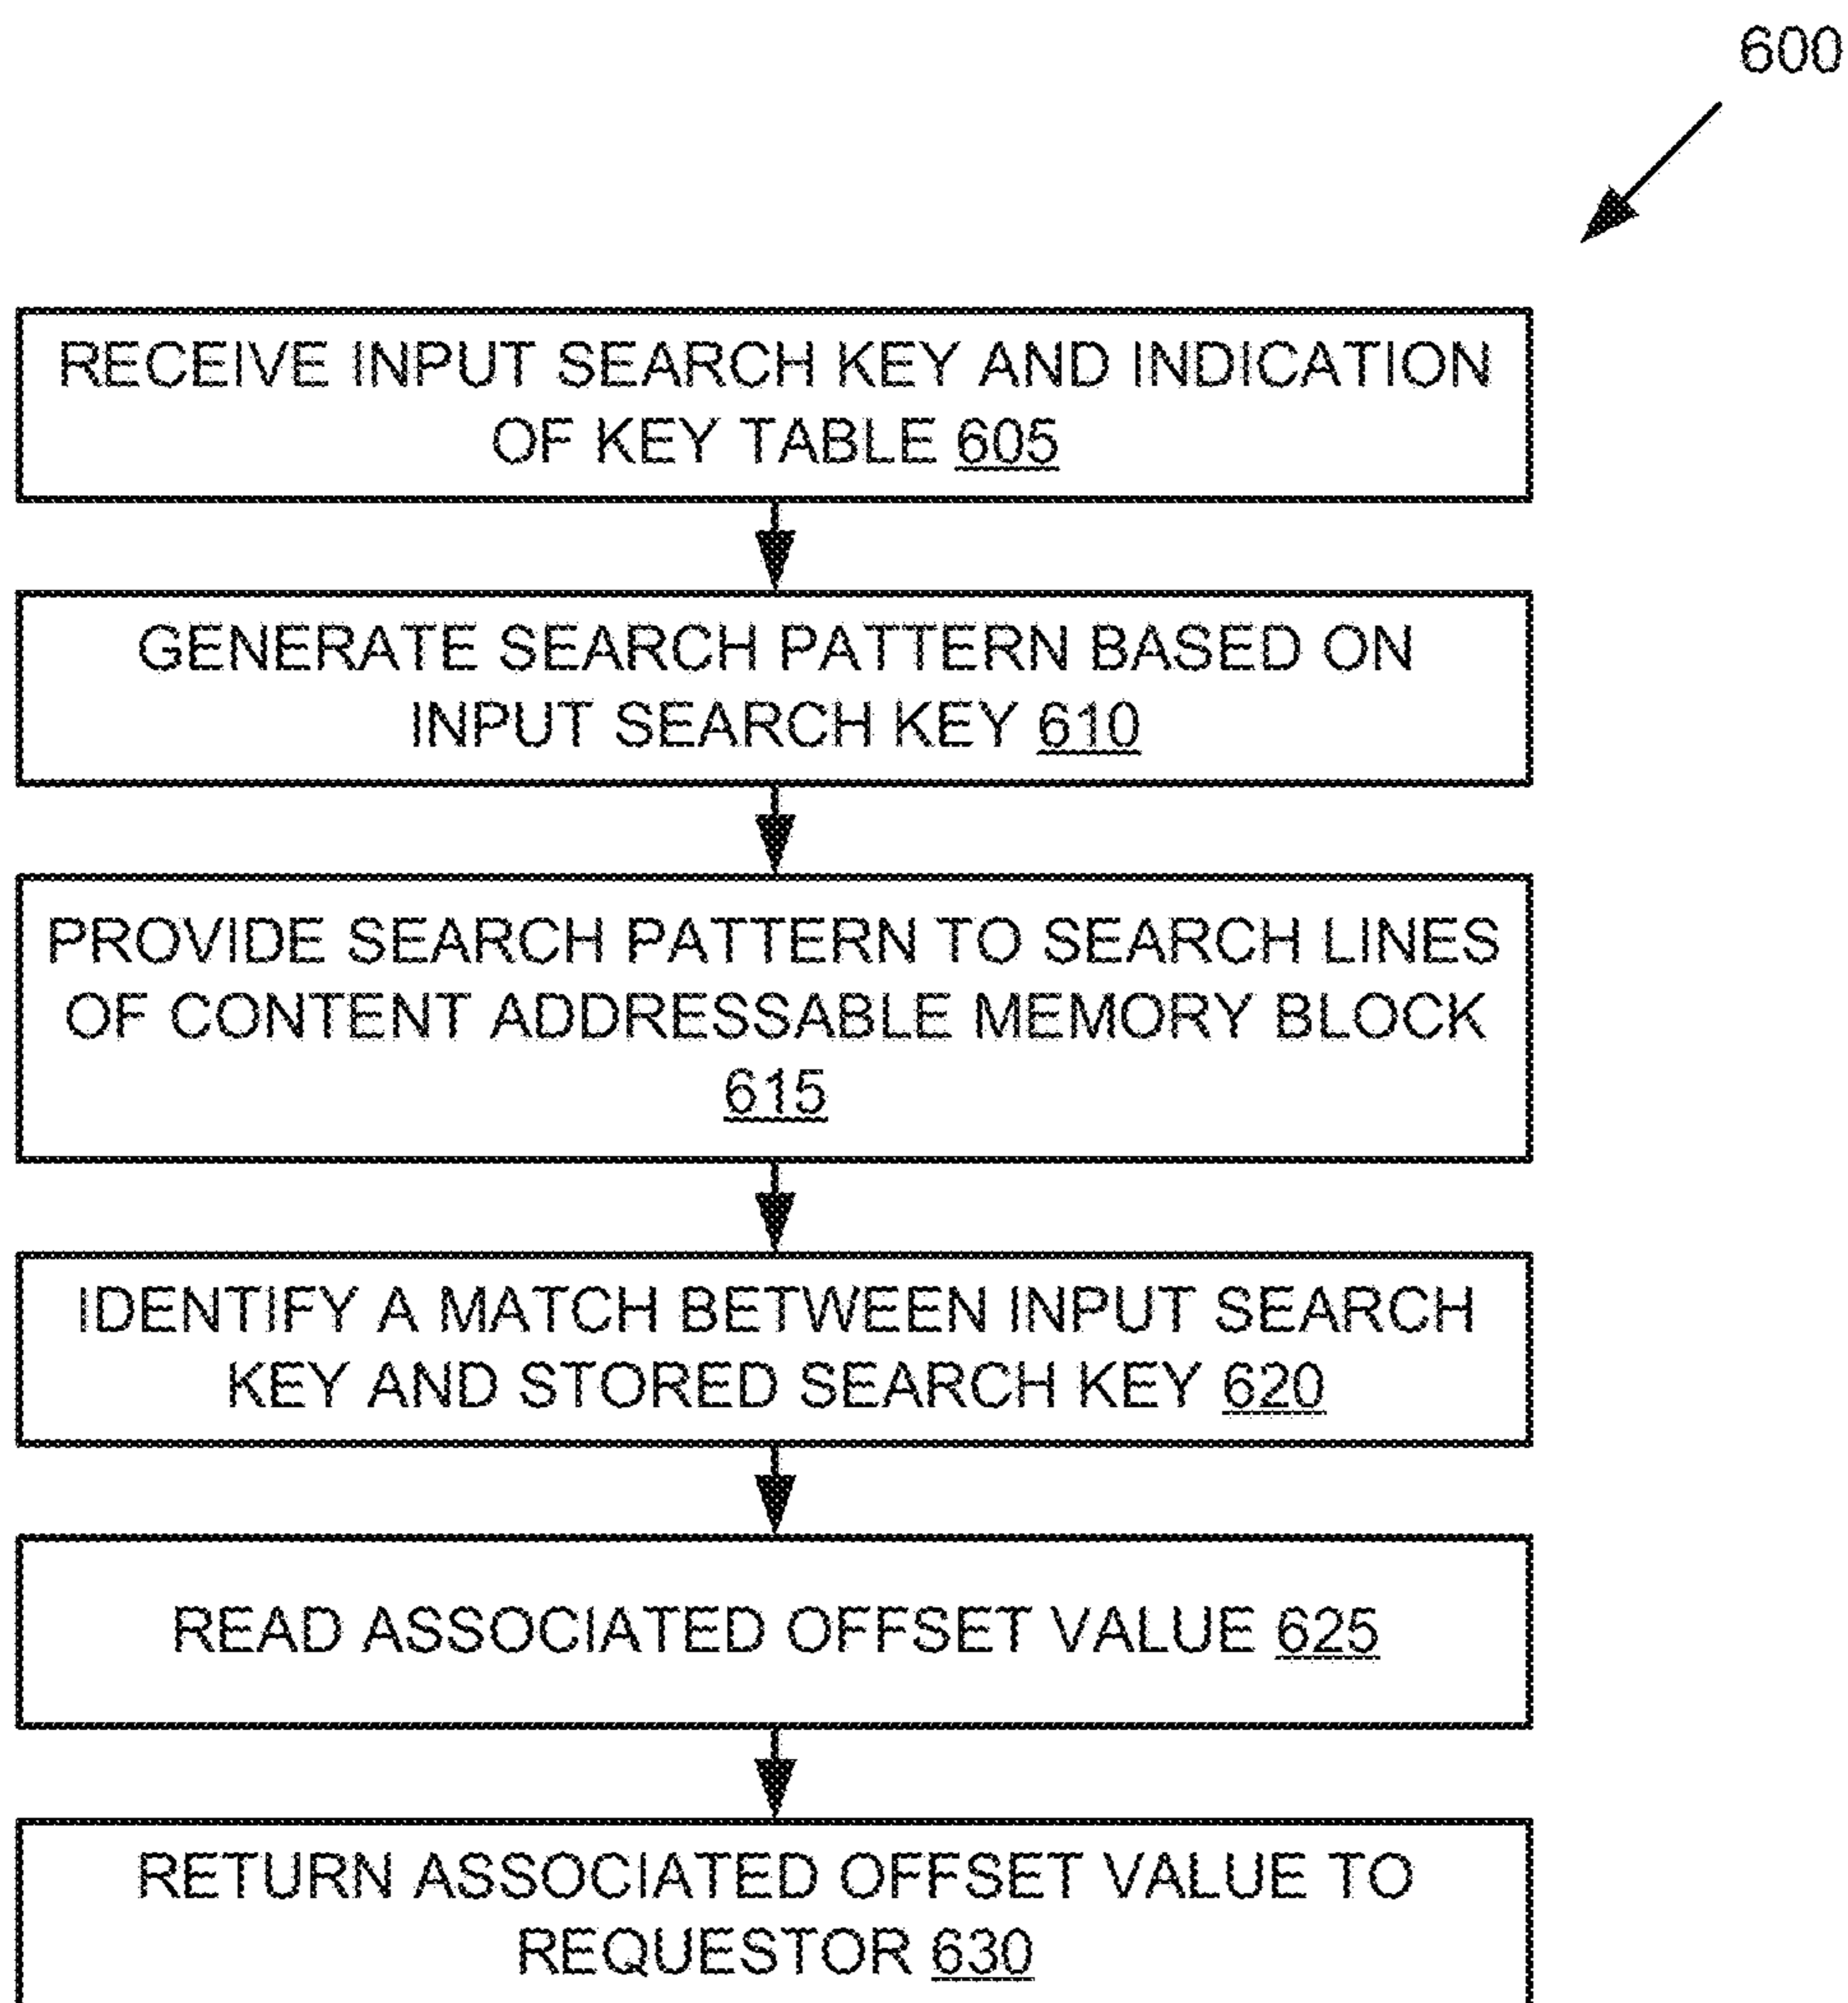 600
RECEIVE INPUT SEARCH KEY AND INDICATION
OF KEY TABLE 605
GENERATE SEARCH PATTERN BASED ON
INPUT SEARCH KEY 610
PROVIDE SEARCH PATTERN TO SEARCH LINES
OF CONTENT ADDRESSABLE MEMORY BLOCK
615
IDENTIFY A MATCH BETWEEN INPUT SEARCH
KEY AND STORED SEARCH KEY 620
READ ASSOCIATED OFFSET VALUE 625
RETURN ASSOCIATED OFFSET VALUE TO
REQUESTOR 630